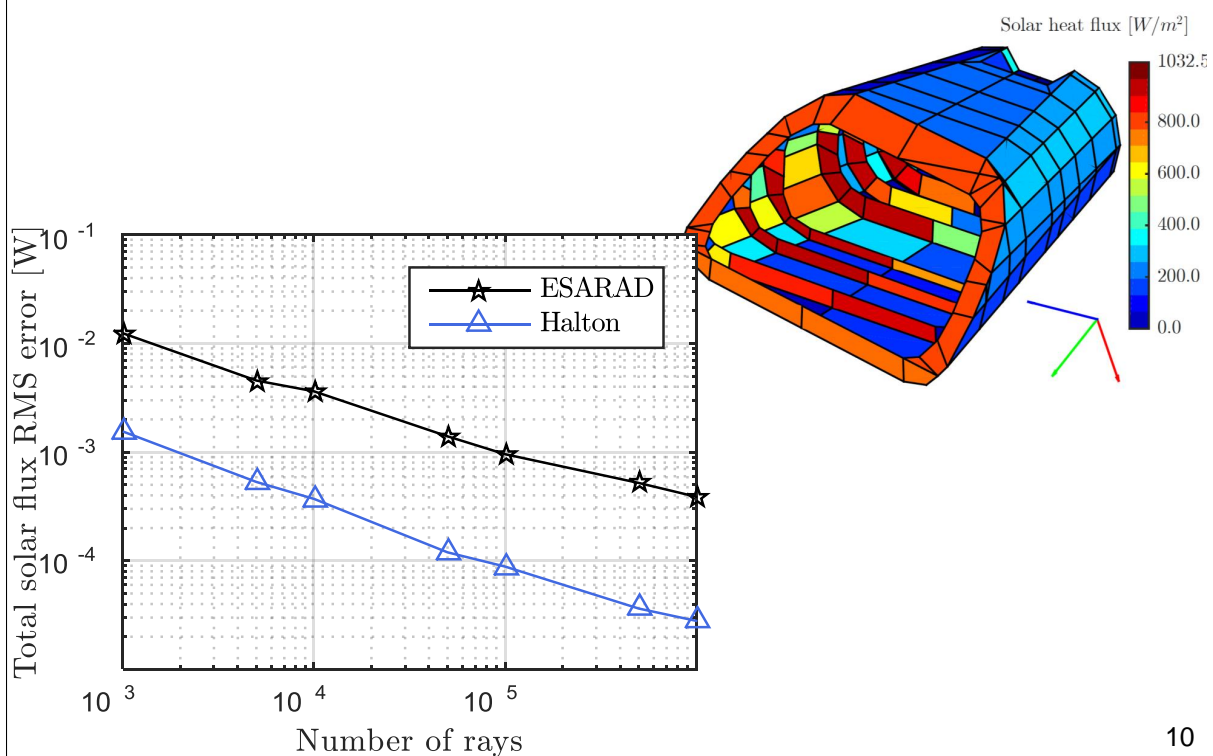 Solar heat flux [W/m²]
1032.5
800.0
600.0
400.0
200.0
0.0
Total solar flux RMS error [W]
10 -1
10 -2
10 -3
10 -4
ESARAD
Halton
10 3
10 4
10 5
Number of rays
10